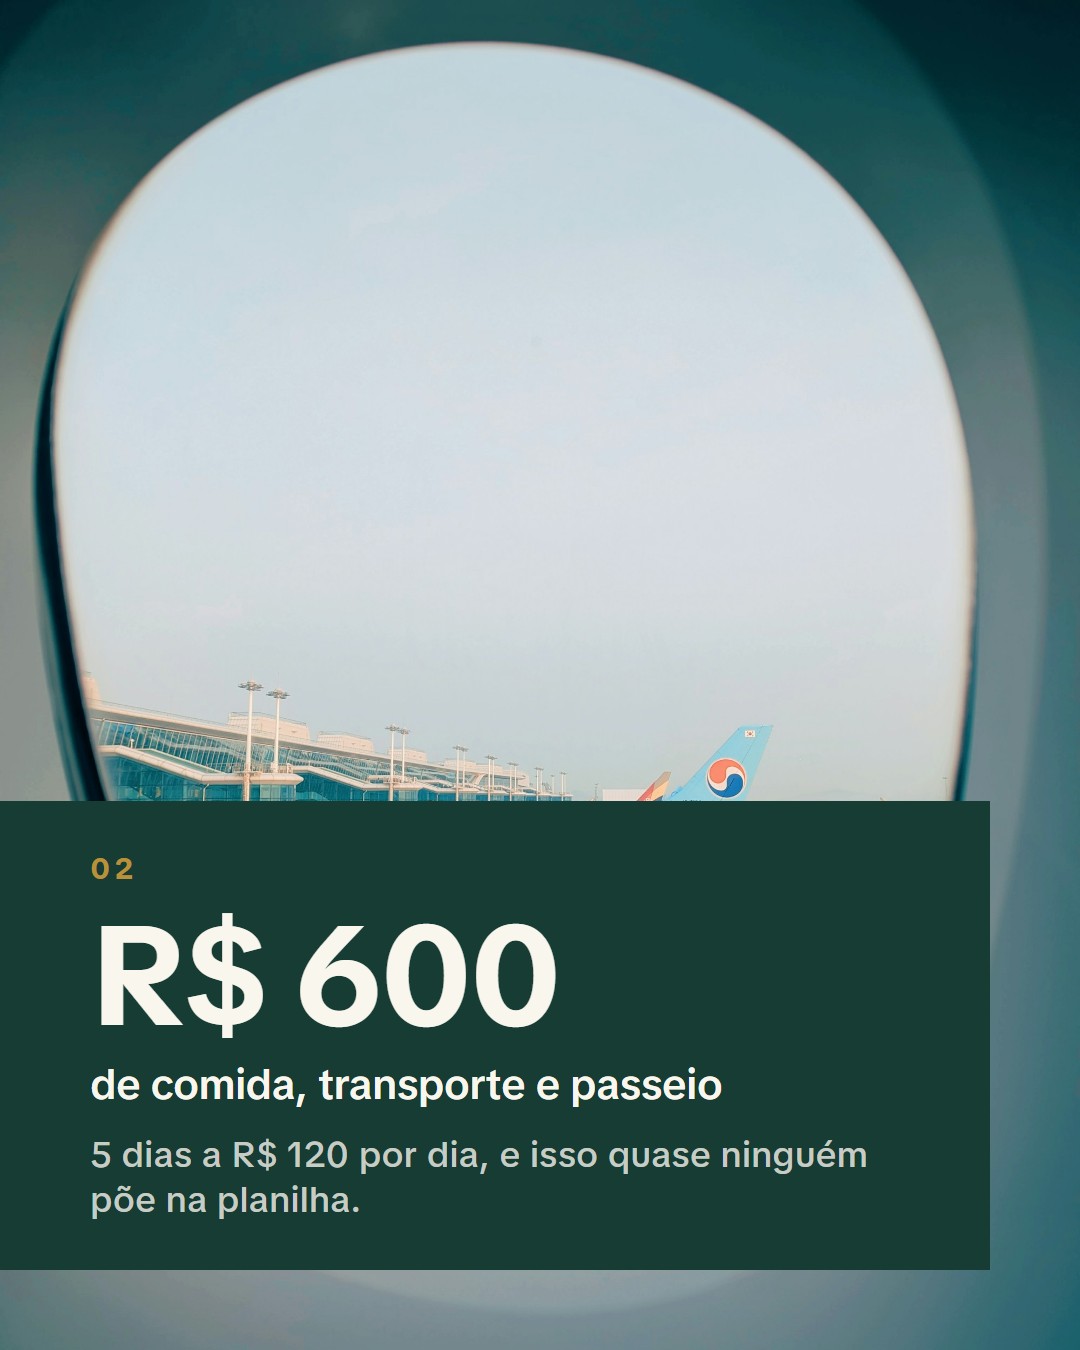 02
R$ 600
de comida, transporte e passeio
5 dias a R$ 120 por dia, e isso quase ninguém
põe na planilha.